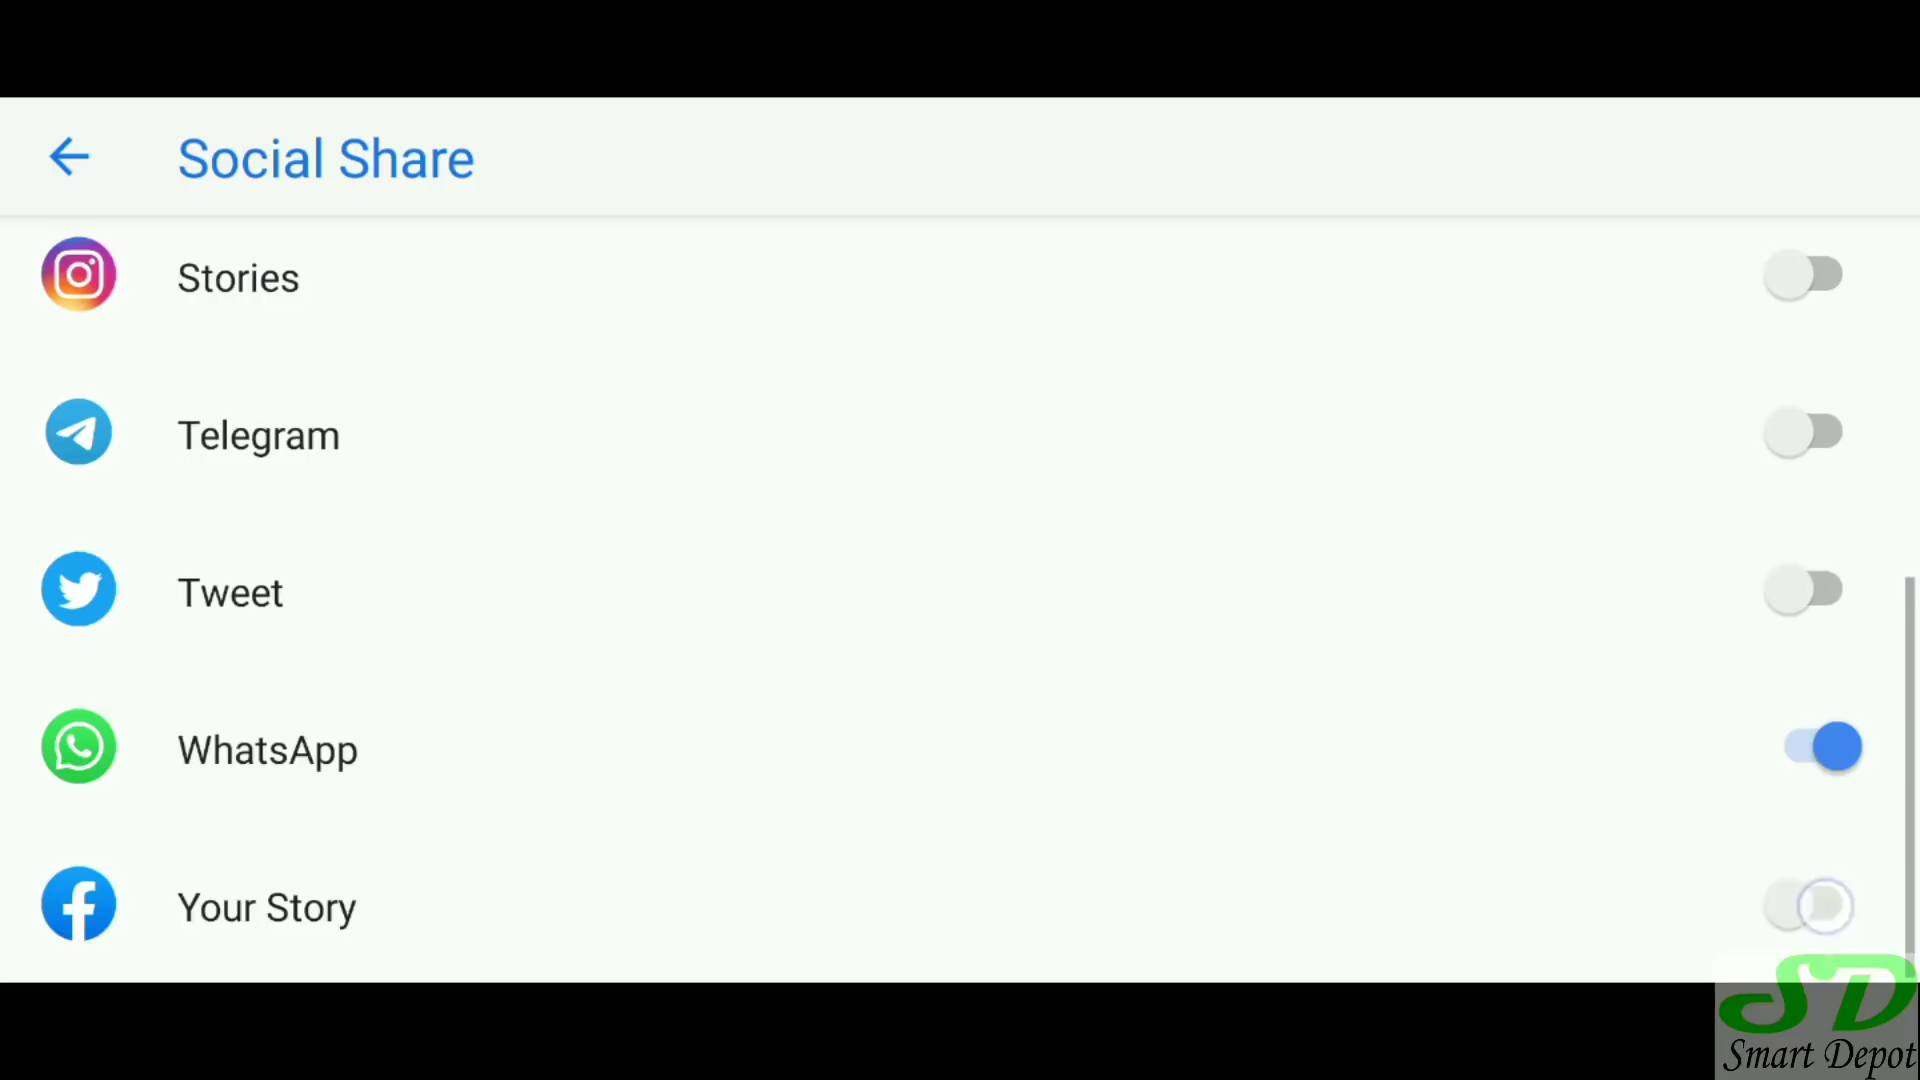 Social Share
Stories
Telegram
Tweet
WhatsApp
Your Story
SD
Smart Depot